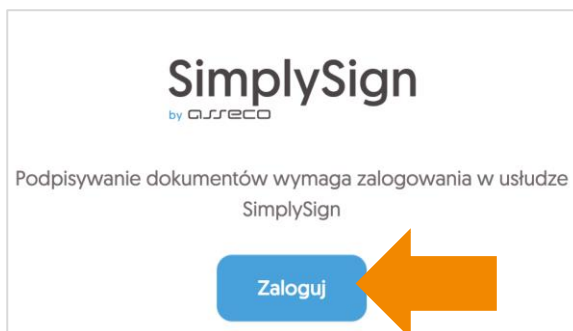 SimplySign
by asseco
Podpisywanie dokumentów wymaga zalogowania w usłudze
SimplySign
Zaloguj